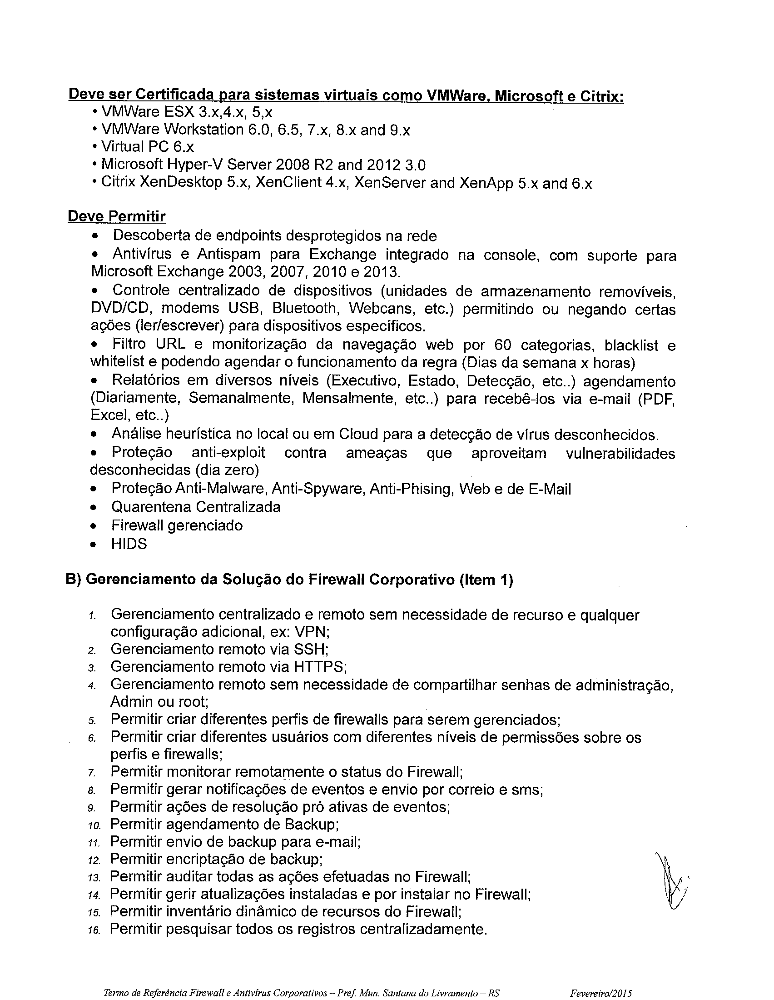 Deve ser Certificada para sistemas virtuais como VMWare, Microsoft e Citrix:
• VMWare ESX 3.x,4.x, 5,x
• VMWare Workstation 6.0, 6.5, 7.x, 8.x and 9.x
• Virtual PC 6.x
• Microsoft Hyper-V Server 2008 R2 and 2012 3.0
• Citrix XenDesktop 5.x, XenClient 4.x, XenServer and XenApp 5.x and 6.x
Deve Permitir
• Descoberta de endpoints desprotegidos na rede
• Antivírus e Antispam para Exchange integrado na console, com suporte para
Microsoft Exchange 2003, 2007, 2010 e 2013.
• Controle centralizado de dispositivos (unidades de armazenamento removíveis,
DVD/CD, modems USB, Bluetooth, Webcans, etc.) permitindo ou negando certas
ações (ler/escrever) para dispositivos específicos.
• Filtro URL e monitorização da navegação web por 60 categorias, blacklist e
whitelist e podendo agendar o funcionamento da regra (Dias da semana x horas)
• Relatórios em diversos níveis (Executivo, Estado, Detecção, etc..) agendamento
(Diariamente, Semanalmente, Mensalmente, etc..) para recebê-los via e-mail (PDF,
Excel, etc..)
• Análise heurística no local ou em Cloud para a detecção de vírus desconhecidos.
• Proteção anti-exploit contra ameaças que aproveitam vulnerabilidades
desconhecidas (dia zero)
• Proteção Anti-Malware, Anti-Spyware, Anti-Phising, Web e de E-Mail
• Quarentena Centralizada
• Firewall gerenciado
• HIDS
B) Gerenciamento da Solução do Firewall Corporativo (Item 1)
1. Gerenciamento centralizado e remoto sem necessidade de recurso e qualquer
configuração adicional, ex: VPN;
2. Gerenciamento remoto via SSH;
3. Gerenciamento remoto via HTTPS;
4. Gerenciamento remoto sem necessidade de compartilhar senhas de administração,
Admin ou root;
5. Permitir criar diferentes perfis de firewalls para serem gerenciados;
6. Permitir criar diferentes usuários com diferentes níveis de permissões sobre os
perfis e firewalls;
7. Permitir monitorar remotamente o status do Firewall;
8. Permitir gerar notificações de eventos e envio por correio e sms;
9. Permitir ações de resolução pró ativas de eventos;
10. Permitir agendamento de Backup;
11. Permitir envio de backup para e-mail;
12. Permitir encriptação de backup;
13. Permitir auditar todas as ações efetuadas no Firewall;
14. Permitir gerir atualizações instaladas e por instalar no Firewall;
15. Permitir inventário dinâmico de recursos do Firewall;
16. Permitir pesquisar todos os registros centralizadamente.
Termo de Referência Firewall e Antivírus Corporativos – Pref. Mun. Santana do Livramento – RS Fevereiro/2015